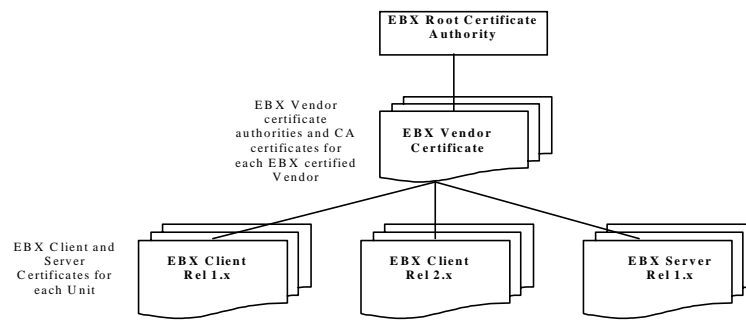 EBX Root Certificate
Authority
EBX Vendor
certificate
authorities and CA
certificates for
each EBX certified
Vendor
EBX Vendor
Certificate
EBX Client and
Server
Certificates for
each Unit
EBX Client
Rel 1.x
EBX Client
Rel 2.x
EBX Server
Rel 1.x